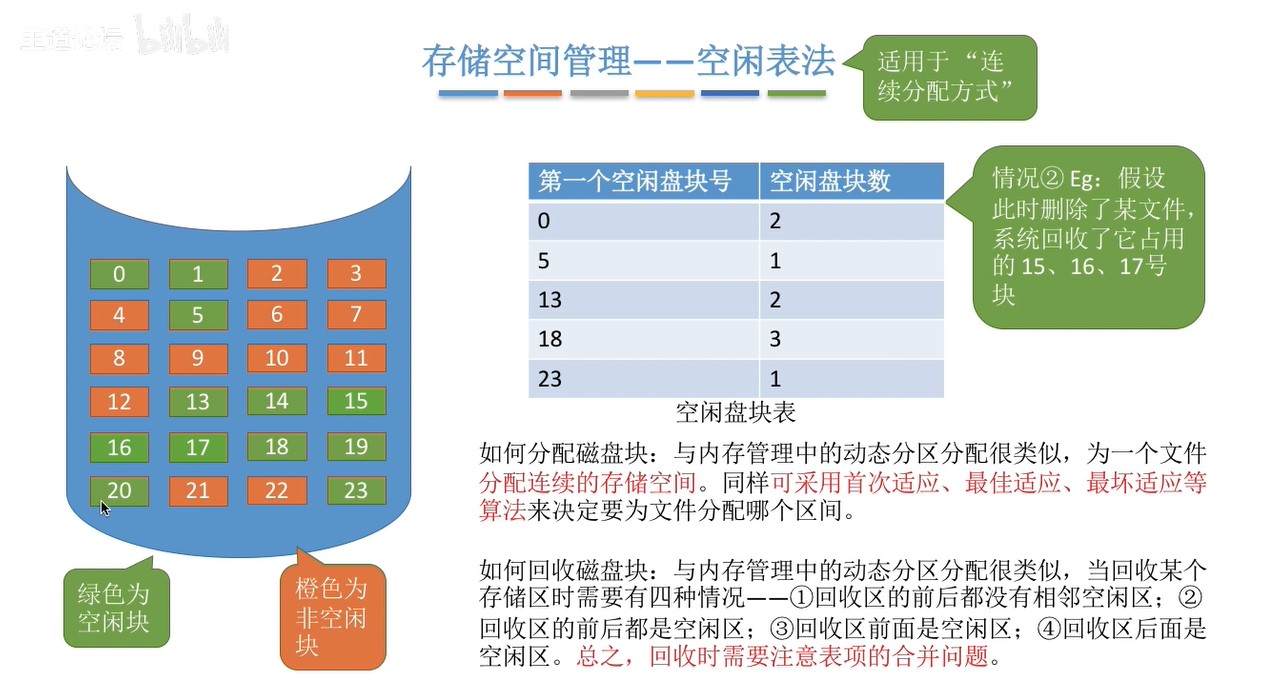 王道论坛 bilibili
存储空间管理——空闲表法
适用于 “连
续分配方式”
0 1 2 3
4 5 6 7
8 9 10 11
12 13 14 15
16 17 18 19
20 21 22 23
绿色为
空闲块
橙色为
非空闲
块
第一个空闲盘块号 空闲盘块数
0 2
5 1
13 2
18 3
23 1
空闲盘块表
情况② Eg：假设
此时删除了某文件，
系统回收了它占用
的 15、16、17号
块
如何分配磁盘块：与内存管理中的动态分区分配很类似，为一个文件
分配连续的存储空间。同样可采用首次适应、最佳适应、最坏适应等
算法来决定要为文件分配哪个区间。
如何回收磁盘块：与内存管理中的动态分区分配很类似，当回收某个
存储区时需要有四种情况——①回收区的前后都没有相邻空闲区；②
回收区的前后都是空闲区；③回收区前面是空闲区；④回收区后面是
空闲区。总之，回收时需要注意表项的合并问题。